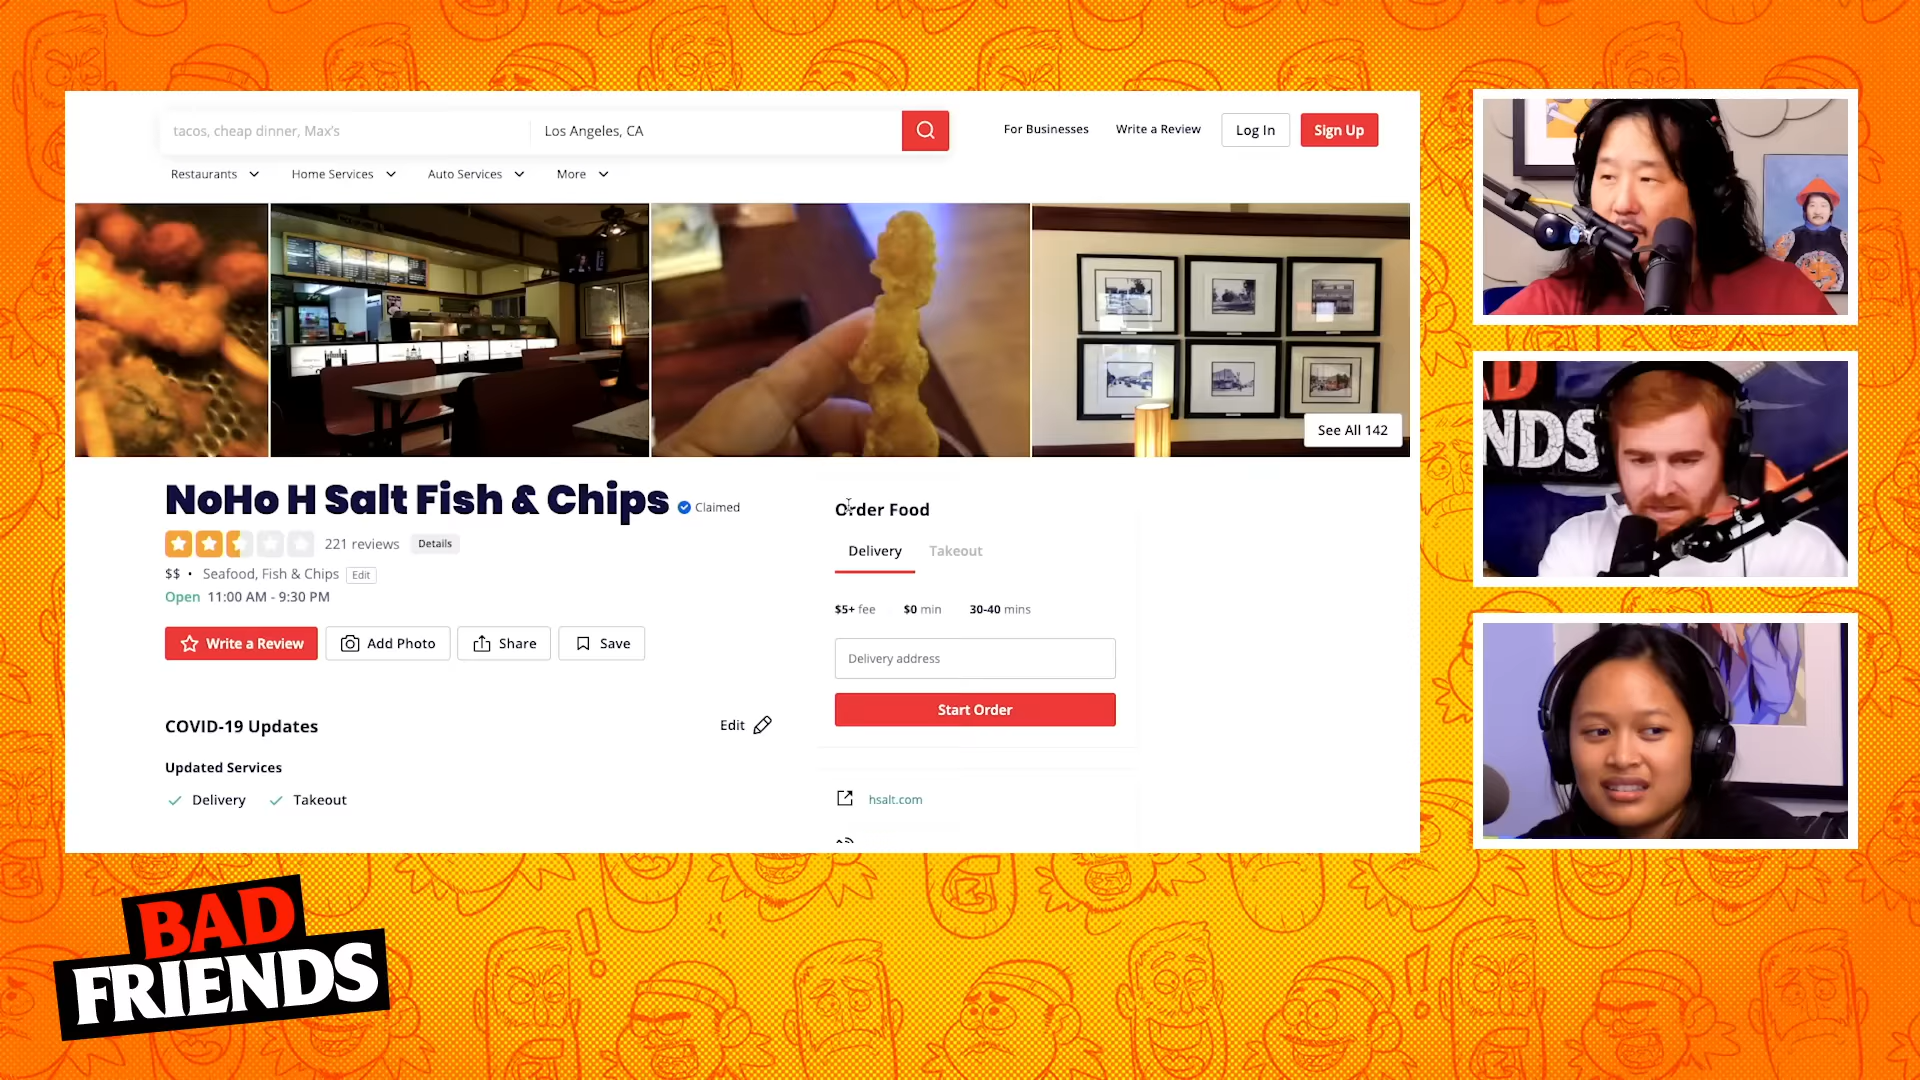 tacos, cheap dinner, Max's
Los Angeles, CA
For Businesses
Write a Review
Log In
Sign Up
Restaurants
Home Services
Auto Services
More
See All 142
NoHo H Salt Fish & Chips
Claimed
221 reviews
Details
$$ • Seafood, Fish & Chips
Edit
Open 11:00 AM - 9:30 PM
Write a Review
Add Photo
Share
Save
COVID-19 Updates
Edit
Updated Services
Delivery
Takeout
Order Food
Delivery
Takeout
$5+ fee
$0 min
30-40 mins
Delivery address
Start Order
hsalt.com
NDS
BAD
FRIENDS